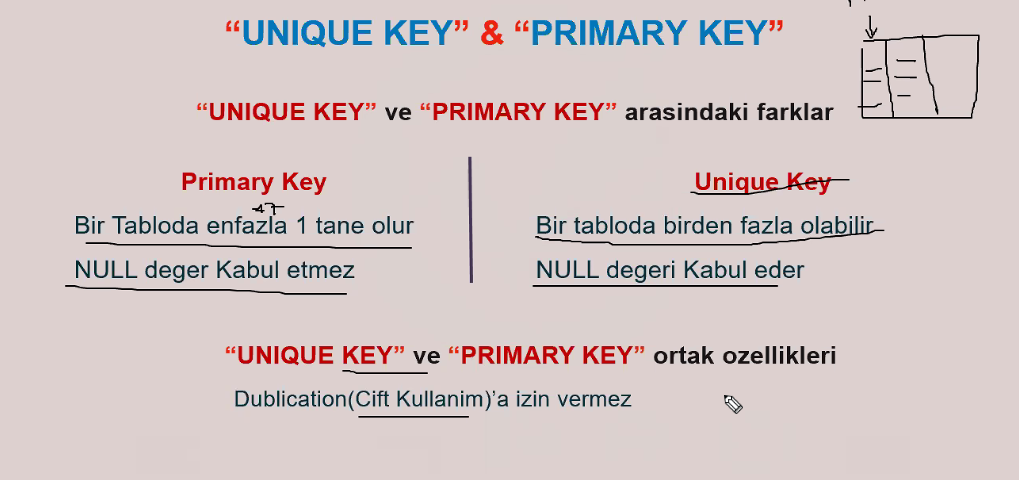 “UNIQUE KEY” & “PRIMARY KEY”
“UNIQUE KEY” ve “PRIMARY KEY” arasindaki farklar
Primary Key
Bir Tabloda enfazla 1 tane olur
NULL deger Kabul etmez
Unique Key
Bir tabloda birden fazla olabilir
NULL degeri Kabul eder
“UNIQUE KEY” ve “PRIMARY KEY” ortak ozellikleri
Dublication(Cift Kullanim)’a izin vermez